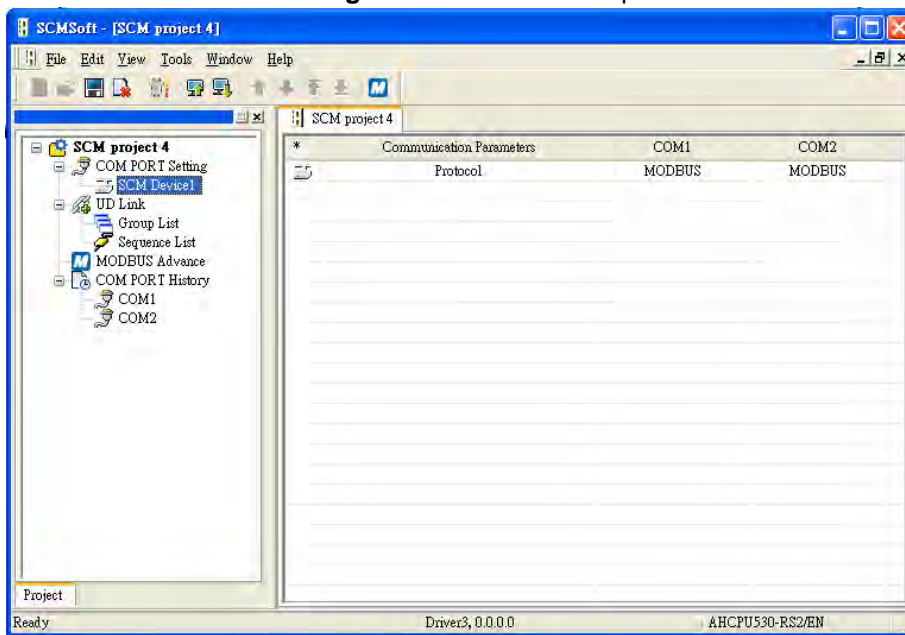 SCMSoft - [SCM project 4]
File Edit View Tools Window Help
SCM project 4
* Communication Parameters COM1 COM2
Protocol MODBUS MODBUS
SCM project 4
COM PORT Setting
SCM Device1
UD Link
Group List
Sequence List
MODBUS Advance
COM PORT History
COM1
COM2
Project
Ready Driver3, 0.0.0.0 AHCPU530-RS2/EN